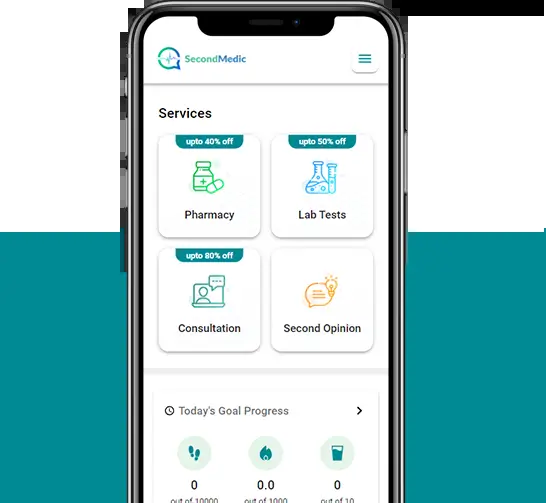 SecondMedic
Services
upto 40% off
upto 50% off
Pharmacy
Lab Tests
upto 80% off
Consultation
Second Opinion
Today's Goal Progress
0
0.0
0
out of 10000
out of 1000
out of 10